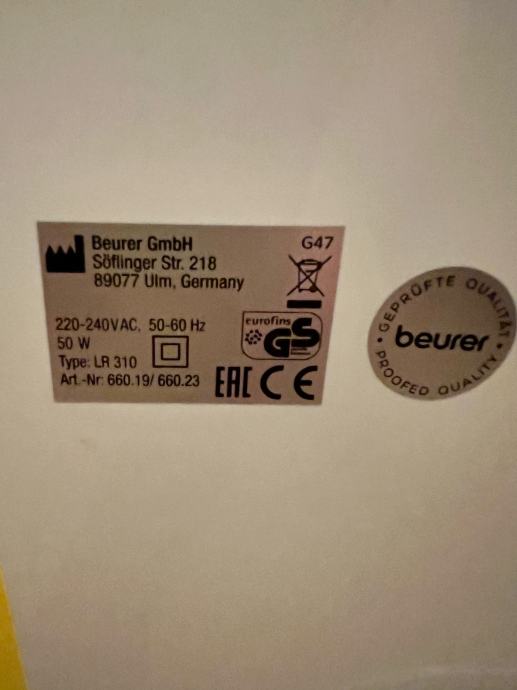 Beurer GmbH
Söflinger Str. 218
89077 Ulm, Germany
G47
220-240VAC, 50-60 Hz
50 W
Type: LR 310
Art.-Nr: 660.19/ 660.23
eurofins
GS
EAC CE
GEPRÜFTE QUALITÄT
beurer
PROOFED QUALITY